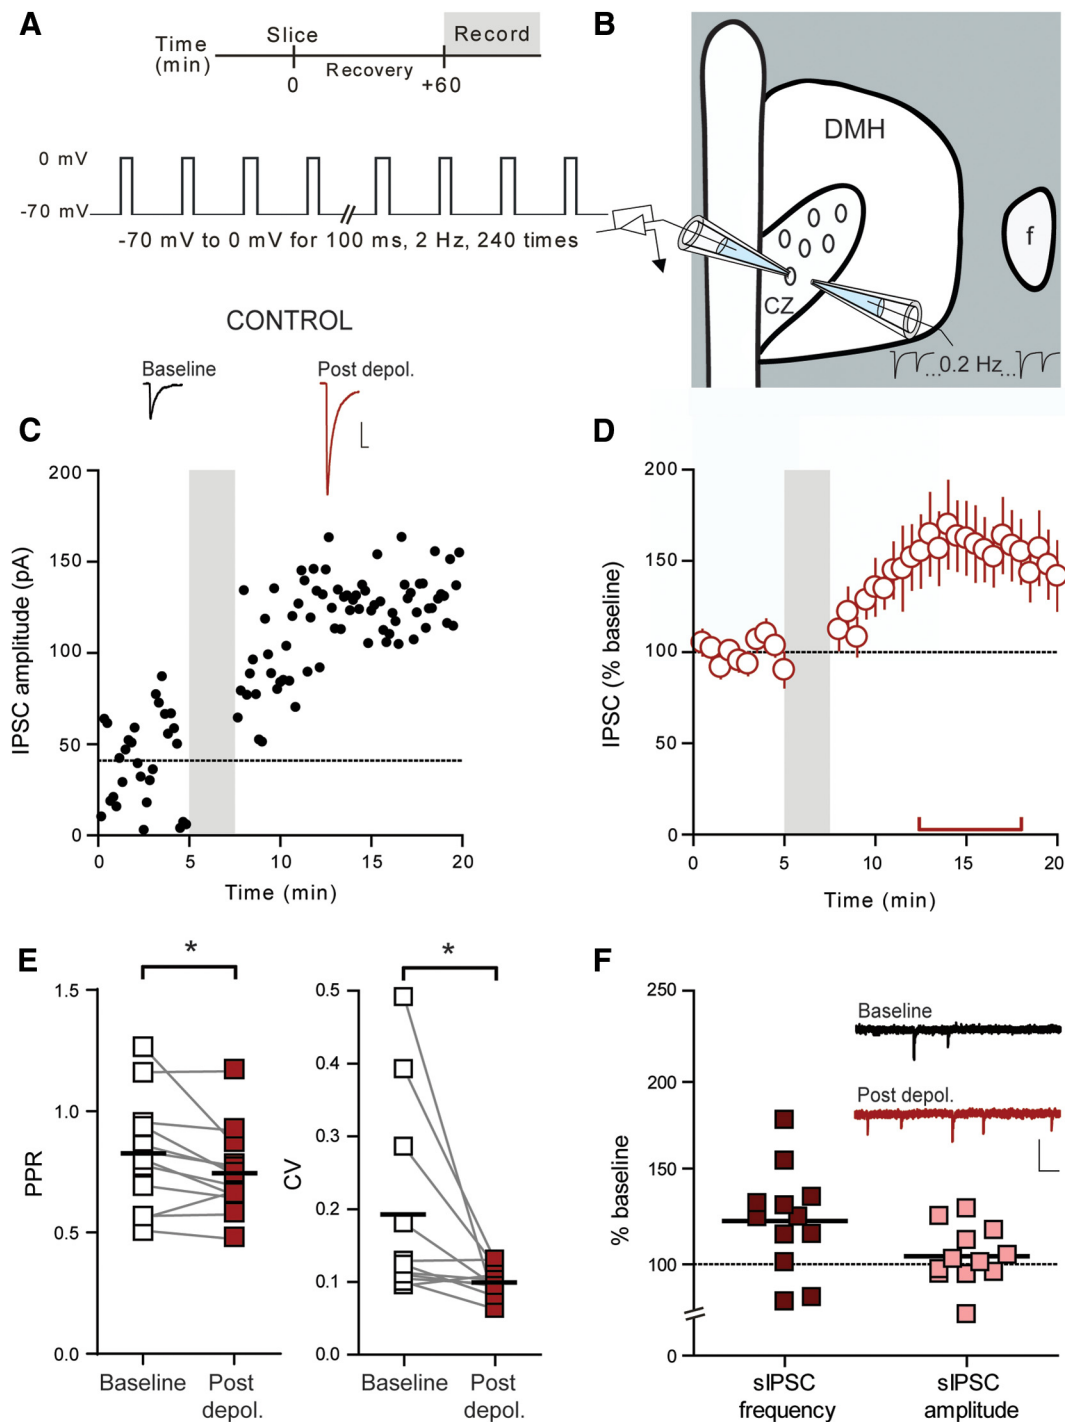 A
Time (min)
Slice
Record
Recovery
0
+60
0 mV
-70 mV
-70 mV to 0 mV for 100 ms, 2 Hz, 240 times
B
DMH
f
CZ
...0.2 Hz...
CONTROL
Baseline
Post depol.
C
IPSC amplitude (pA)
200
150
100
50
0
0
5
10
15
20
Time (min)
D
IPSC (% baseline)
200
150
100
50
0
0
5
10
15
20
Time (min)
E
PPR
1.5
1.0
0.5
0.0
*
Baseline
Post depol.
CV
0.5
0.4
0.3
0.2
0.1
0.0
*
Baseline
Post depol.
F
% baseline
250
200
150
100
0
Baseline
Post depol.
sIPSC frequency
sIPSC amplitude